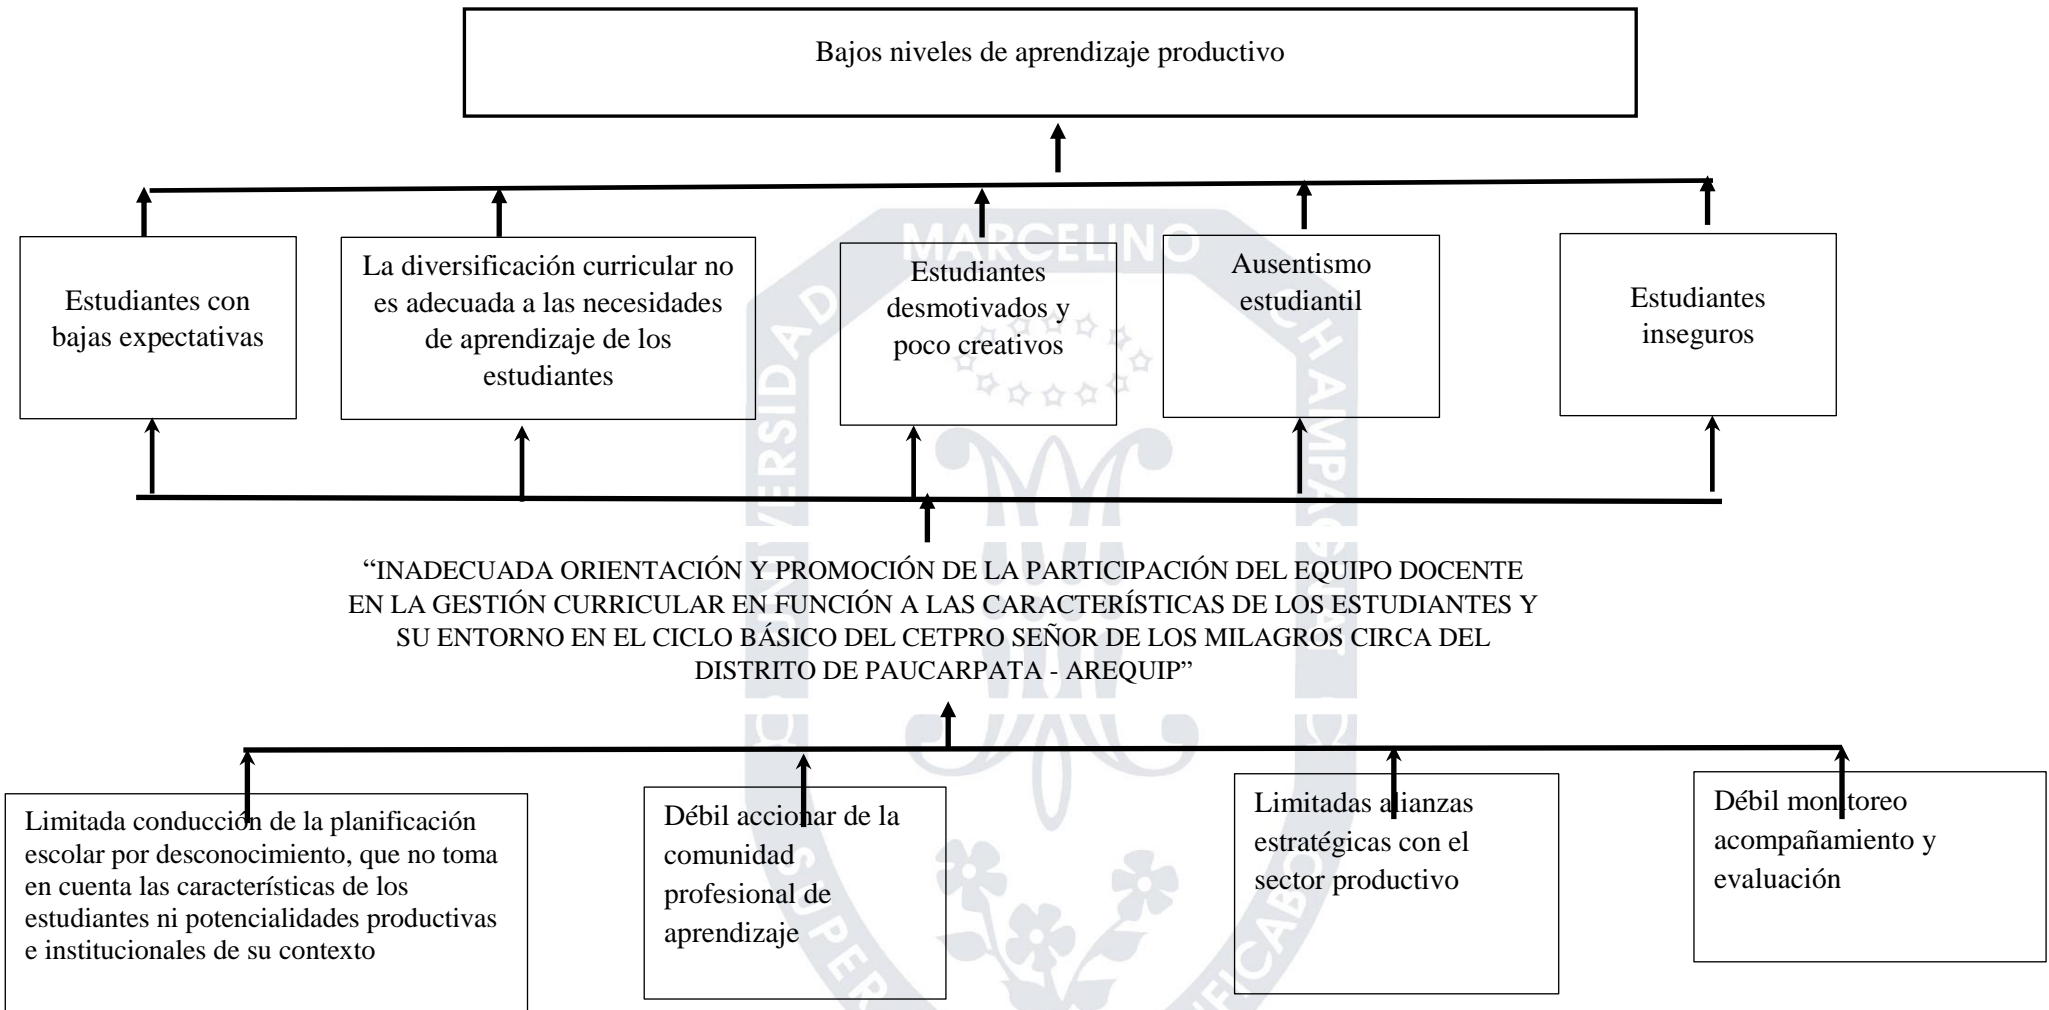 Bajos niveles de aprendizaje productivo
Estudiantes con
bajas expectativas
La diversificación curricular no
es adecuada a las necesidades
de aprendizaje de los
estudiantes
Estudiantes
desmotivados y
poco creativos
Ausentismo
estudiantil
Estudiantes
inseguros
“INADECUADA ORIENTACIÓN Y PROMOCIÓN DE LA PARTICIPACIÓN DEL EQUIPO DOCENTE
EN LA GESTIÓN CURRICULAR EN FUNCIÓN A LAS CARACTERÍSTICAS DE LOS ESTUDIANTES Y
SU ENTORNO EN EL CICLO BÁSICO DEL CETPRO SEÑOR DE LOS MILAGROS CIRCA DEL
DISTRITO DE PAUCARPATA - AREQUIP”
Limitada conducción de la planificación
escolar por desconocimiento, que no toma
en cuenta las características de los
estudiantes ni potencialidades productivas
e institucionales de su contexto
Débil accionar de la
comunidad
profesional de
aprendizaje
Limitadas alianzas
estratégicas con el
sector productivo
Débil monitoreo
acompañamiento y
evaluación
UNIVERSIDAD MARCELINO CHAMPAGNAT